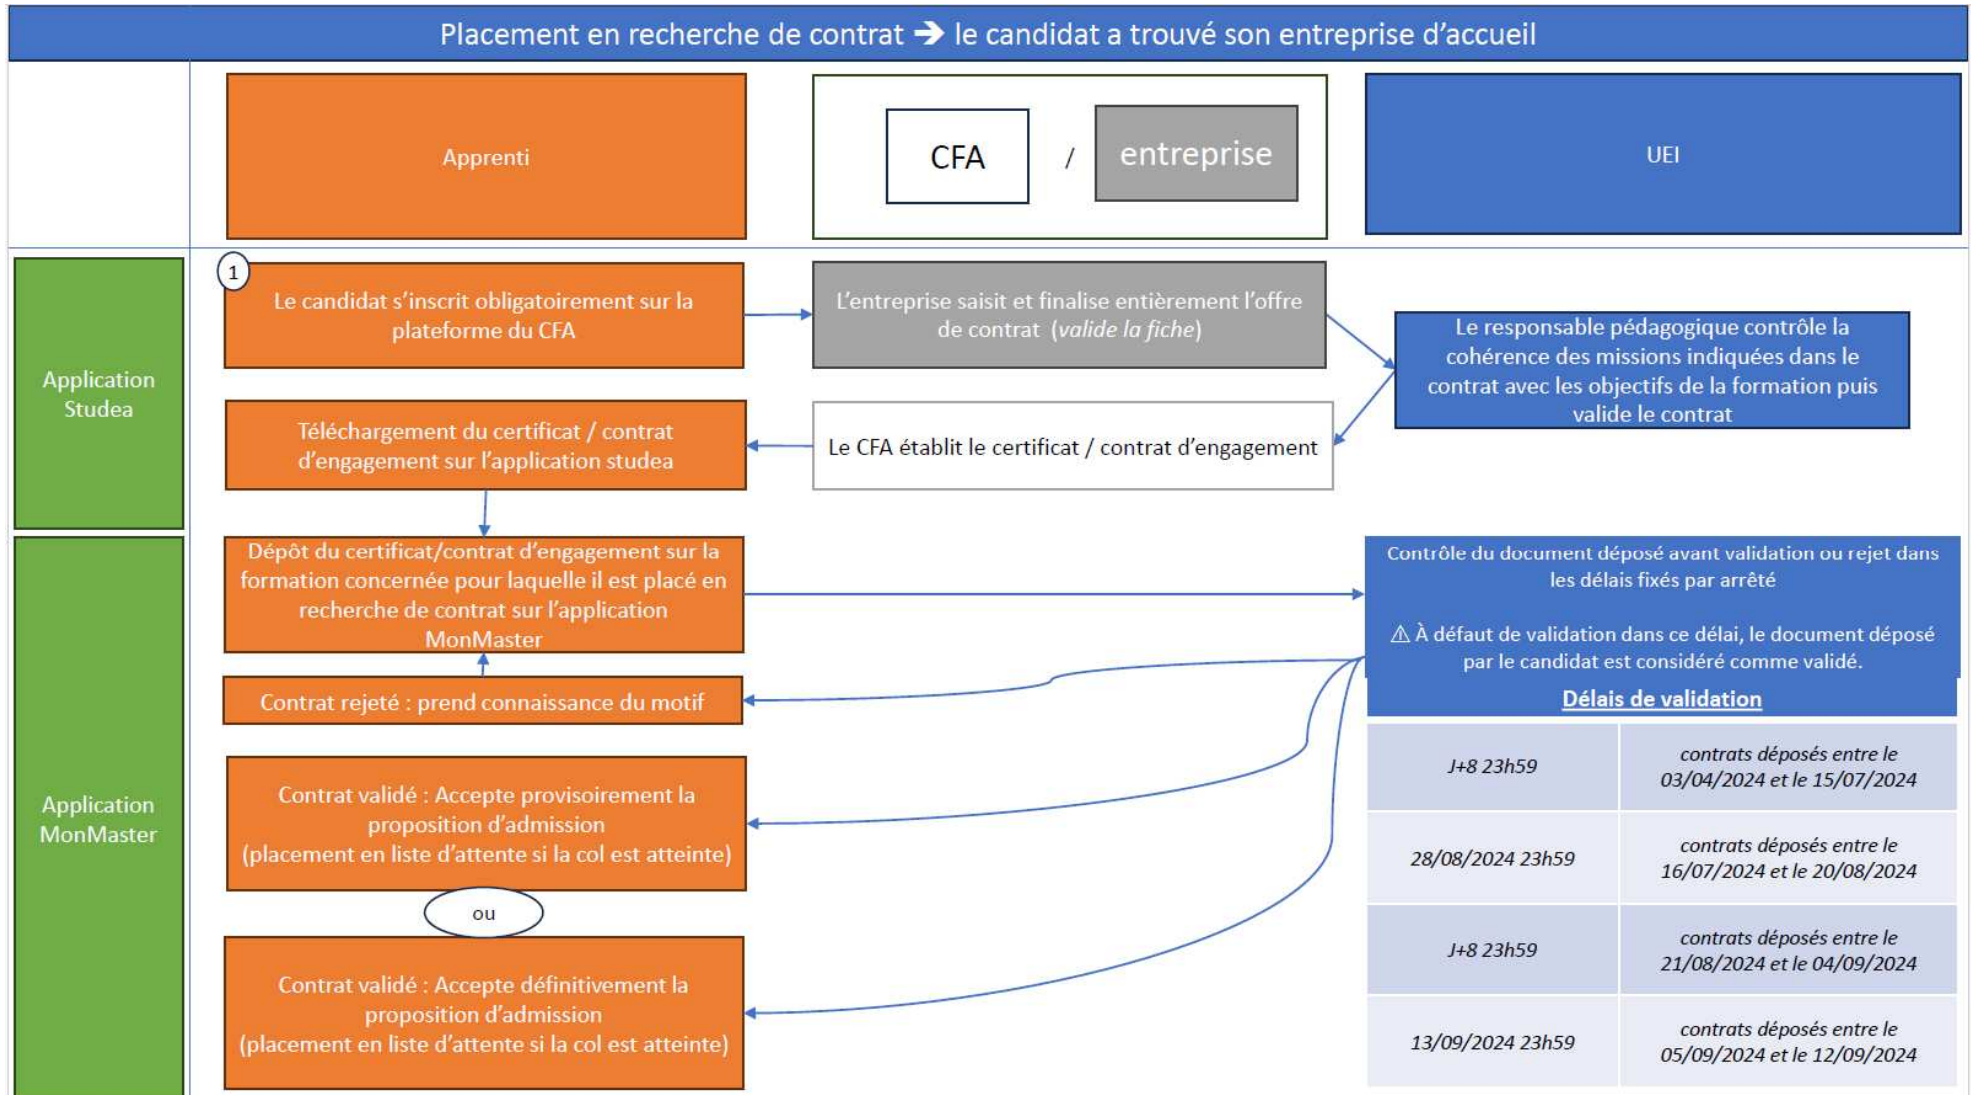 Placement en recherche de contrat ➔ le candidat a trouvé son entreprise d'accueil
Apprenti
CFA
/
entreprise
UEI
Application
Studea
1
Le candidat s'inscrit obligatoirement sur la
plateforme du CFA
L'entreprise saisit et finalise entièrement l'offre
de contrat (valide la fiche)
Le responsable pédagogique contrôle la
cohérence des missions indiquées dans le
contrat avec les objectifs de la formation puis
valide le contrat
Téléchargement du certificat / contrat
d'engagement sur l'application studea
Le CFA établit le certificat / contrat d'engagement
Application
MonMaster
Dépôt du certificat/contrat d'engagement sur la
formation concernée pour laquelle il est placé en
recherche de contrat sur l'application
MonMaster
Contrôle du document déposé avant validation ou rejet dans
les délais fixés par arrêté
⚠ À défaut de validation dans ce délai, le document déposé
par le candidat est considéré comme validé.
Contrat rejeté : prend connaissance du motif
Contrat validé : Accepte provisoirement la
proposition d'admission
(placement en liste d'attente si la col est atteinte)
ou
Contrat validé : Accepte définitivement la
proposition d'admission
(placement en liste d'attente si la col est atteinte)
Délais de validation
J+8 23h59
contrats déposés entre le
03/04/2024 et le 15/07/2024
28/08/2024 23h59
contrats déposés entre le
16/07/2024 et le 20/08/2024
J+8 23h59
contrats déposés entre le
21/08/2024 et le 04/09/2024
13/09/2024 23h59
contrats déposés entre le
05/09/2024 et le 12/09/2024